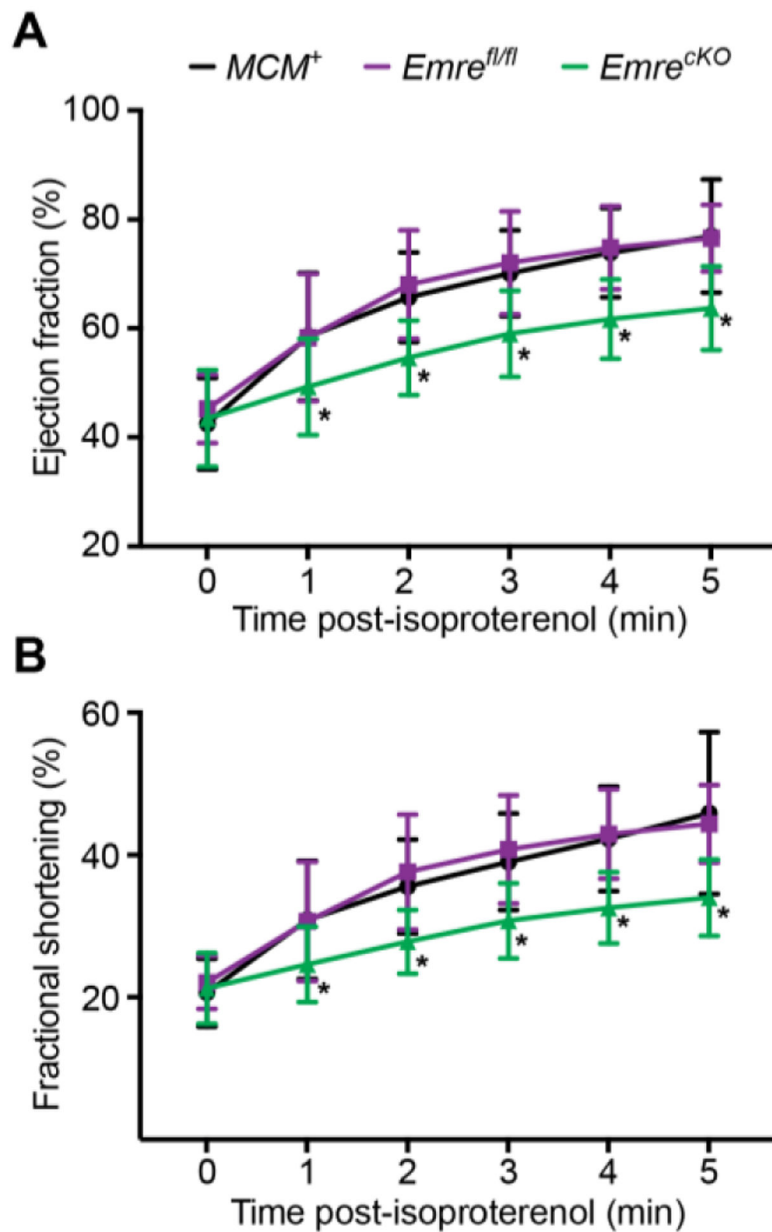 A
MCM+ Emrefl/fl EmrecKO
100
80
60
40
20
Ejection fraction (%)
* * * * *
0 1 2 3 4 5
Time post-isoproterenol (min)
B
60
40
20
Fractional shortening (%)
* * * * *
0 1 2 3 4 5
Time post-isoproterenol (min)